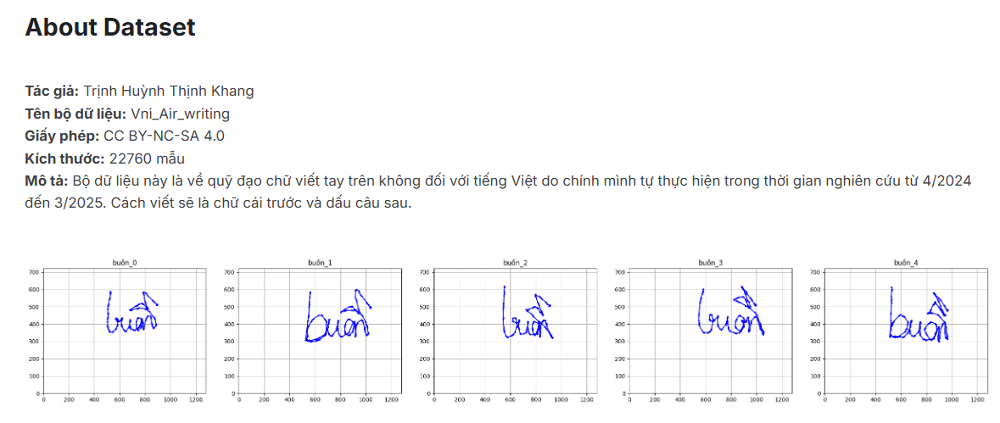 About Dataset
Tác giả: Trịnh Huỳnh Thịnh Khang
Tên bộ dữ liệu: Vni_Air_writing
Giấy phép: CC BY-NC-SA 4.0
Kích thước: 22760 mẫu
Mô tả: Bộ dữ liệu này là về quỹ đạo chữ viết tay trên không đối với tiếng Việt do chính mình tự thực hiện trong thời gian nghiên cứu từ 4/2024
đến 3/2025. Cách viết sẽ là chữ cái trước và dấu câu sau.
buồn_0 buồn_1 buồn_2 buồn_3 buồn_4
700 700 700 700 700
600 600 600 600 600
500 500 500 500 500
400 400 400 400 400
300 300 300 300 300
200 200 200 200 200
100 100 100 100 100
0 0 0 0 0
0 200 400 600 800 1000 1200 0 200 400 600 800 1000 1200 0 200 400 600 800 1000 1200 0 200 400 600 800 1000 1200 0 200 400 600 800 1000 1200
buồn buồn buồn buồn buồn